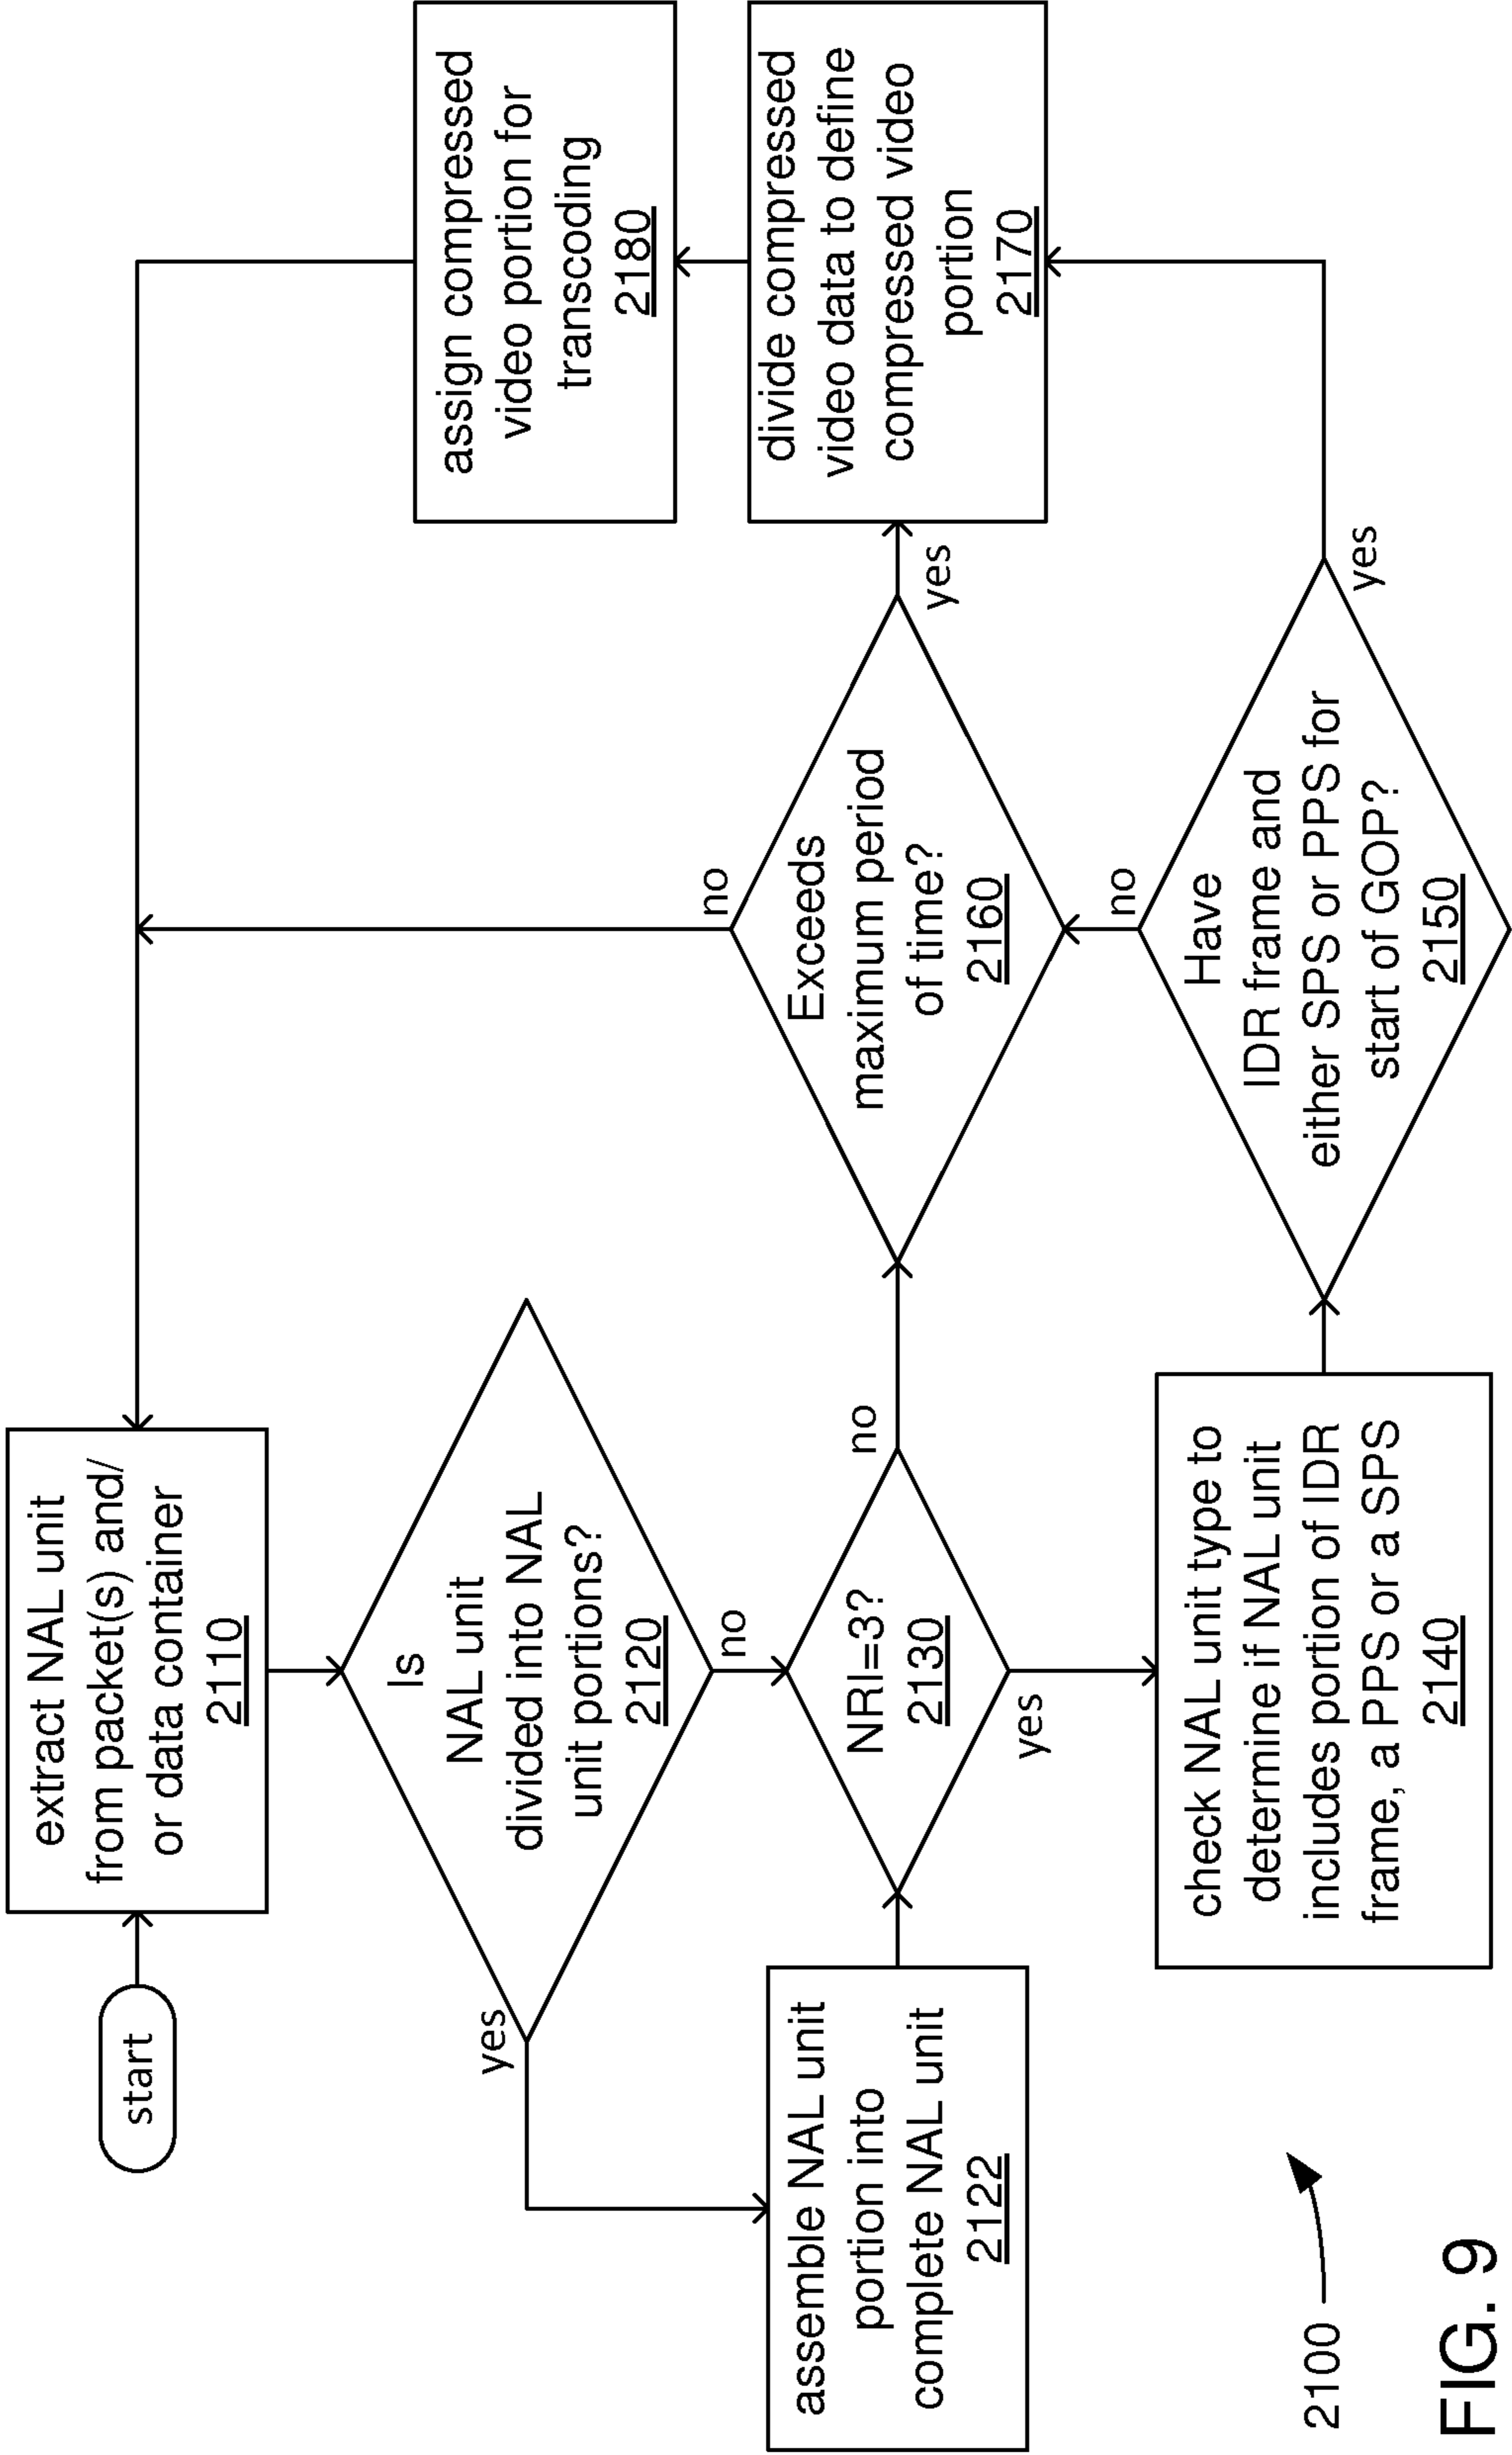 start
extract NAL unit
from packet(s) and/
or data container
2110
Is
NAL unit
divided into NAL
unit portions?
2120
yes
no
assemble NAL unit
portion into
complete NAL unit
2122
NRI=3?
2130
no
yes
check NAL unit type to
determine if NAL unit
includes portion of IDR
frame, a PPS or a SPS
2140
Have
IDR frame and
either SPS or PPS for
start of GOP?
2150
no
yes
Exceeds
maximum period
of time?
2160
no
yes
divide compressed
video data to define
compressed video
portion
2170
assign compressed
video portion for
transcoding
2180
2100
FIG. 9